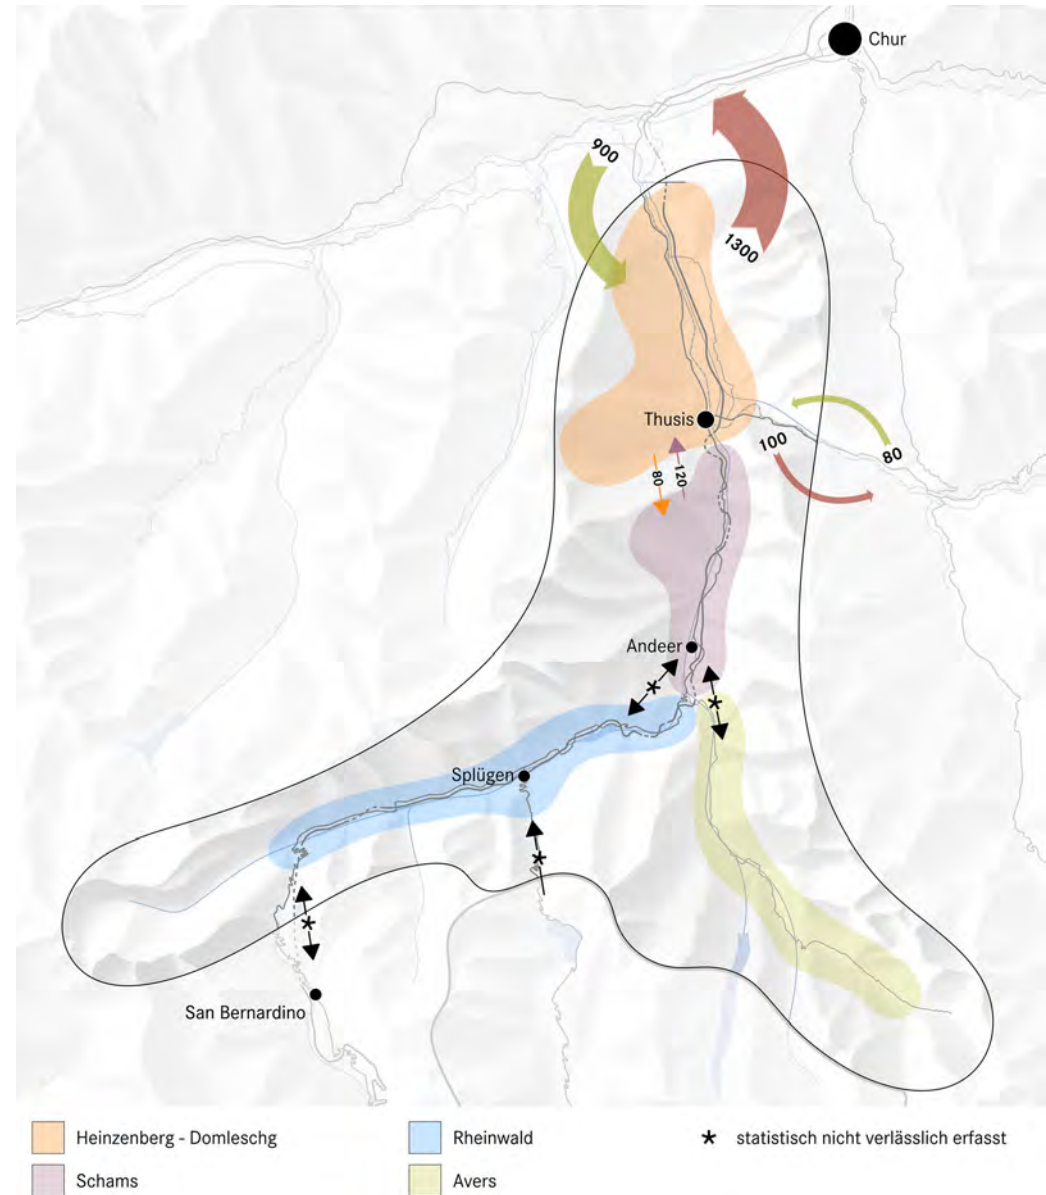 Chur
900
1300
Thusis
100
80
80
120
Andeer
*
*
Splügen
*
*
San Bernardino
Heinzenberg - Domleschg
Rheinwald
* statistisch nicht verlässlich erfasst
Schams
Avers